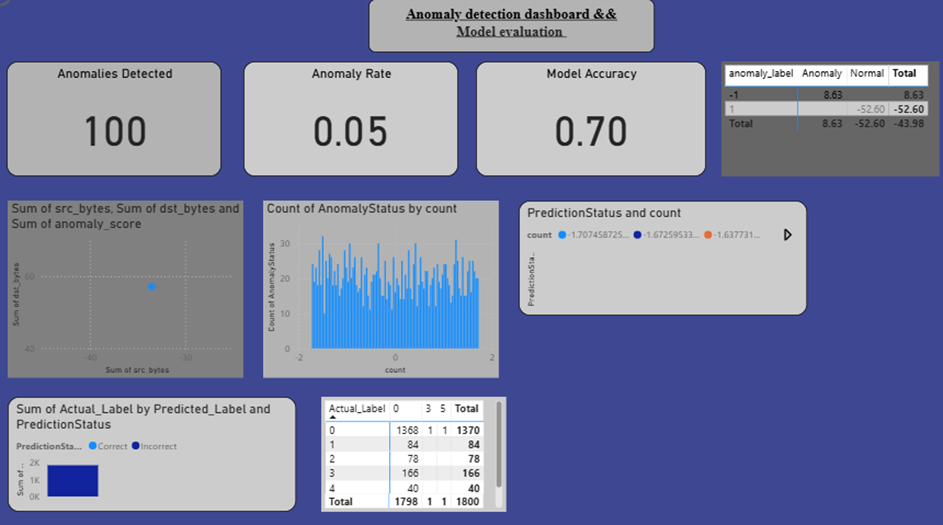 Anomaly detection dashboard &&
Model evaluation
Anomalies Detected
100
Anomaly Rate
0.05
Model Accuracy
0.70
anomaly_label Anomaly Normal Total
-1 8.63 8.63
1 -52.60 -52.60
Total 8.63 -52.60 -43.98
Sum of src_bytes, Sum of dst_bytes and
Sum of anomaly_score
Sum of dst_bytes
-60
-40
-40 -30
Sum of src_bytes
Count of AnomalyStatus by count
Count of AnomalyStatus
30
20
10
0
-2 0 2
count
PredictionStatus and count
count -1.707458725... -1.67259533... -1.637731...
PredictionSta..
Sum of Actual_Label by Predicted_Label and
PredictionStatus
PredictionSta... Correct Incorrect
Sum of ..
2K
1K
0K
Actual_Label 0 3 5 Total
0 1368 1 1 1370
1 84 84
2 78 78
3 166 166
4 40 40
Total 1798 1 1 1800